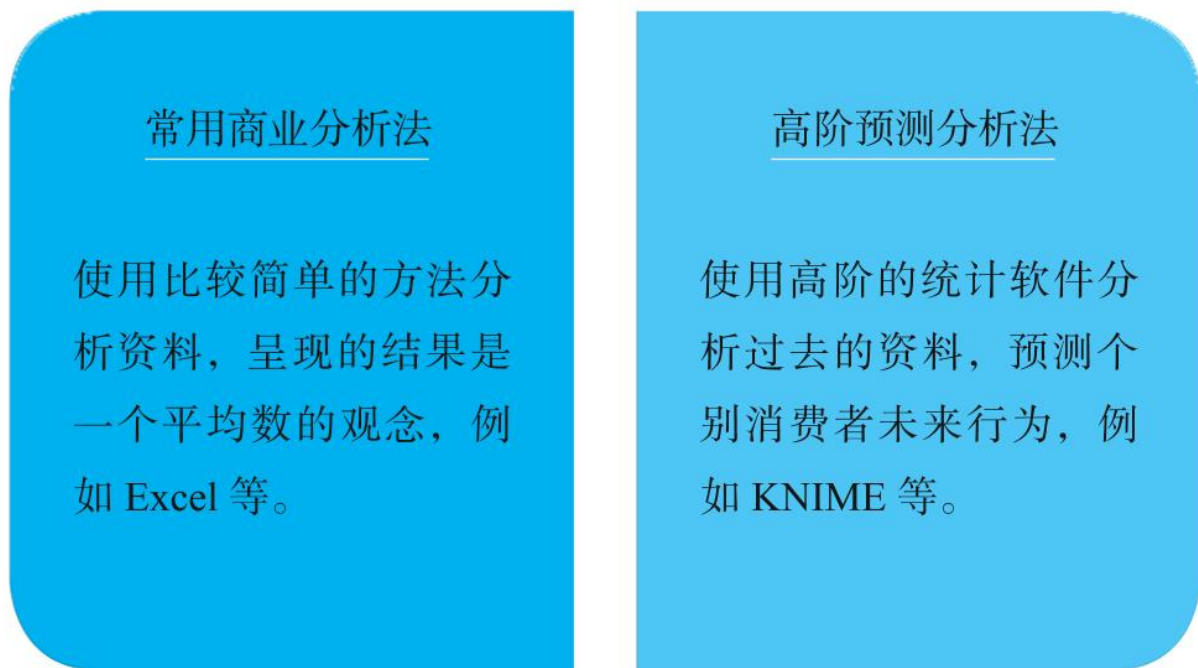 常用商业分析法
使用比较简单的方法分
析资料，呈现的结果是
一个平均数的观念，例
如 Excel 等。
高阶预测分析法
使用高阶的统计软件分
析过去的资料，预测个
别消费者未来行为，例
如 KNIME 等。